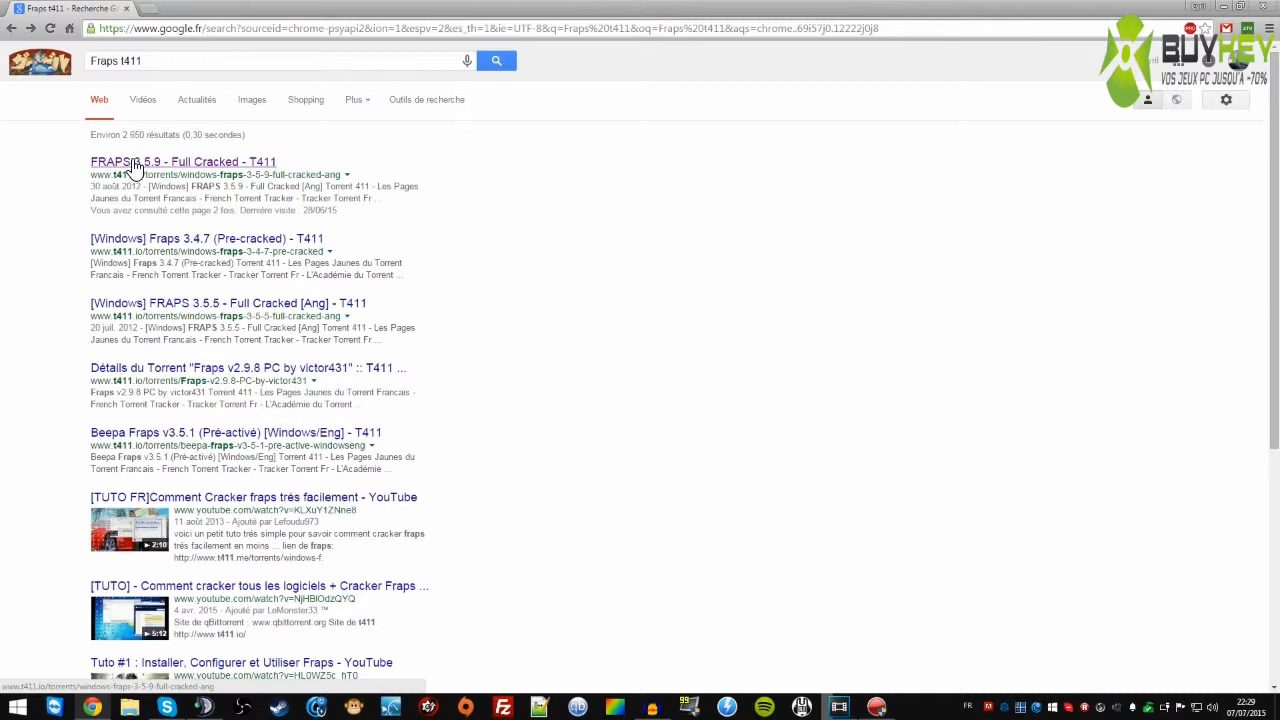 Fraps t411 - Recherche Go
https://www.google.fr/search?sourceid=chrome-psyapi2&ion=1&espv=2&es_th=1&ie=UTF-8&q=Fraps%20t411&oq=Fraps%20t411&aqs=chrome..69i57j0.12222j0j8
BUYKEY
VOS JEUX PC JUSQU'A -70%
Fraps t411
Web Vidéos Actualités Images Shopping Plus Outils de recherche
Environ 2 650 résultats (0,30 secondes)
FRAPS 3.5.9 - Full Cracked - T411
www.t411.io/torrents/windows-fraps-3-5-9-full-cracked-ang
30 août 2012 - [Windows] FRAPS 3.5.9 - Full Cracked [Ang] Torrent 411 - Les Pages
Jaunes du Torrent Francais - French Torrent Tracker - Tracker Torrent Fr ...
Vous avez consulté cette page 2 fois. Dernière visite : 28/06/15
[Windows] Fraps 3.4.7 (Pre-cracked) - T411
www.t411.io/torrents/windows-fraps-3-4-7-pre-cracked
[Windows] Fraps 3.4.7 (Pre-cracked) Torrent 411 - Les Pages Jaunes du Torrent
Francais - French Torrent Tracker - Tracker Torrent Fr - L'Académie du Torrent ...
[Windows] FRAPS 3.5.5 - Full Cracked [Ang] - T411
www.t411.io/torrents/windows-fraps-3-5-5-full-cracked-ang
20 juil. 2012 - [Windows] FRAPS 3.5.5 - Full Cracked [Ang] Torrent 411 - Les Pages
Jaunes du Torrent Francais - French Torrent Tracker - Tracker Torrent Fr ...
Détails du Torrent "Fraps v2.9.8 PC by victor431" :: T411 ...
www.t411.io/torrents/Fraps-v2.9.8-PC-by-victor431
Fraps v2.9.8 PC by victor431 Torrent 411 - Les Pages Jaunes du Torrent Francais -
French Torrent Tracker - Tracker Torrent Fr - L'Académie du Torrent ...
Beepa Fraps v3.5.1 (Pré-activé) [Windows/Eng] - T411
www.t411.io/torrents/beepa-fraps-v3-5-1-pre-active-windowseng
Beepa Fraps v3.5.1 (Pré-activé) [Windows/Eng] Torrent 411 - Les Pages Jaunes du
Torrent Francais - French Torrent Tracker - Tracker Torrent Fr - L'Académie ...
[TUTO FR]Comment Cracker fraps trés facilement - YouTube
www.youtube.com/watch?v=KLXuY1ZNne8
11 août 2013 - Ajouté par Lefoudu973
voici un petit tuto trés simple pour savoir comment cracker fraps
trés facilement en moins ... lien de fraps:
http://www.t411.me/torrents/windows-f.
2:10
[TUTO] - Comment cracker tous les logiciels + Cracker Fraps ...
www.youtube.com/watch?v=NjHBlOdzQYQ
4 avr. 2015 - Ajouté par LeMonster33 ™
Site de qBittorrent : www.qbittorrent.org Site de t411
http://www.t411.io/
5:12
Tuto #1 : Installer, Configurer et Utiliser Fraps - YouTube
www.youtube.com/watch?v=HL0WZ5c_hT0
www.t411.io/torrents/windows-fraps-3-5-9-full-cracked-ang
FR
22:29
07/07/2015